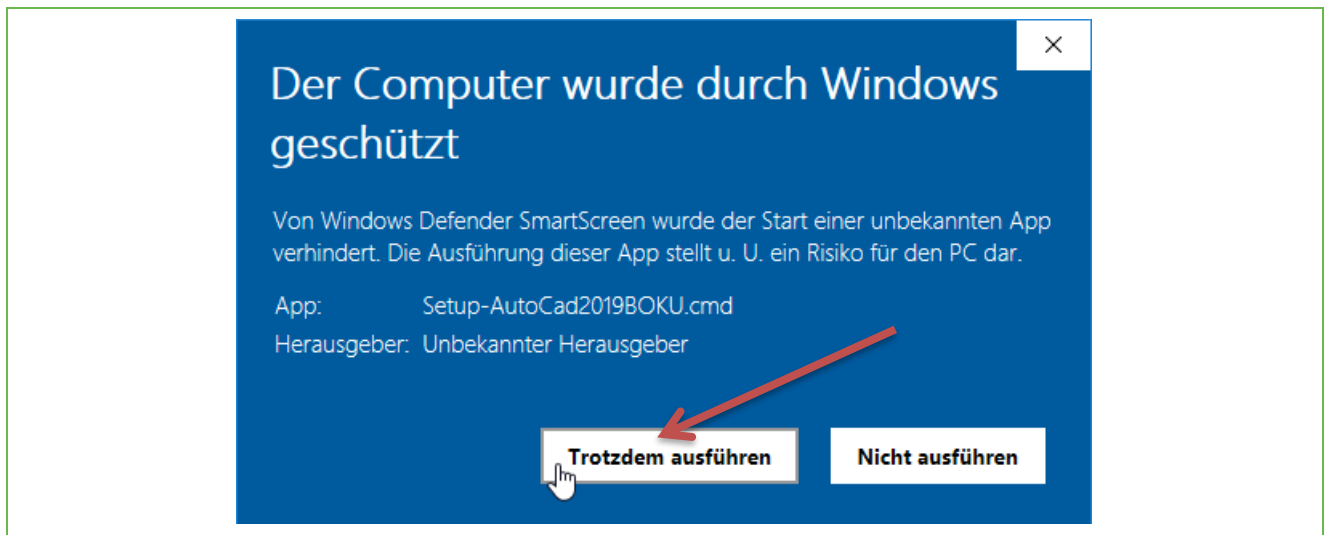 Der Computer wurde durch Windows
geschützt
Von Windows Defender SmartScreen wurde der Start einer unbekannten App
verhindert. Die Ausführung dieser App stellt u. U. ein Risiko für den PC dar.
App: Setup-AutoCad2019BOKU.cmd
Herausgeber: Unbekannter Herausgeber
Trotzdem ausführen Nicht ausführen